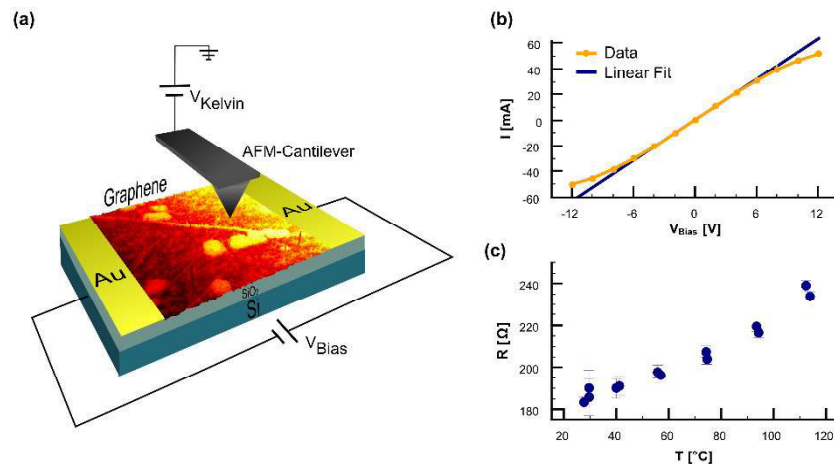 (a)
V Kelvin
AFM-Cantilever
Graphene
Au
Au
SiO₂
Si
V Bias
(b)
Data
Linear Fit
I [mA]
60
40
20
0
-20
-40
-60
-12 -6 0 6 12
V Bias [V]
(c)
R [Ω]
240
220
200
180
20 40 60 80 100 120
T [°C]